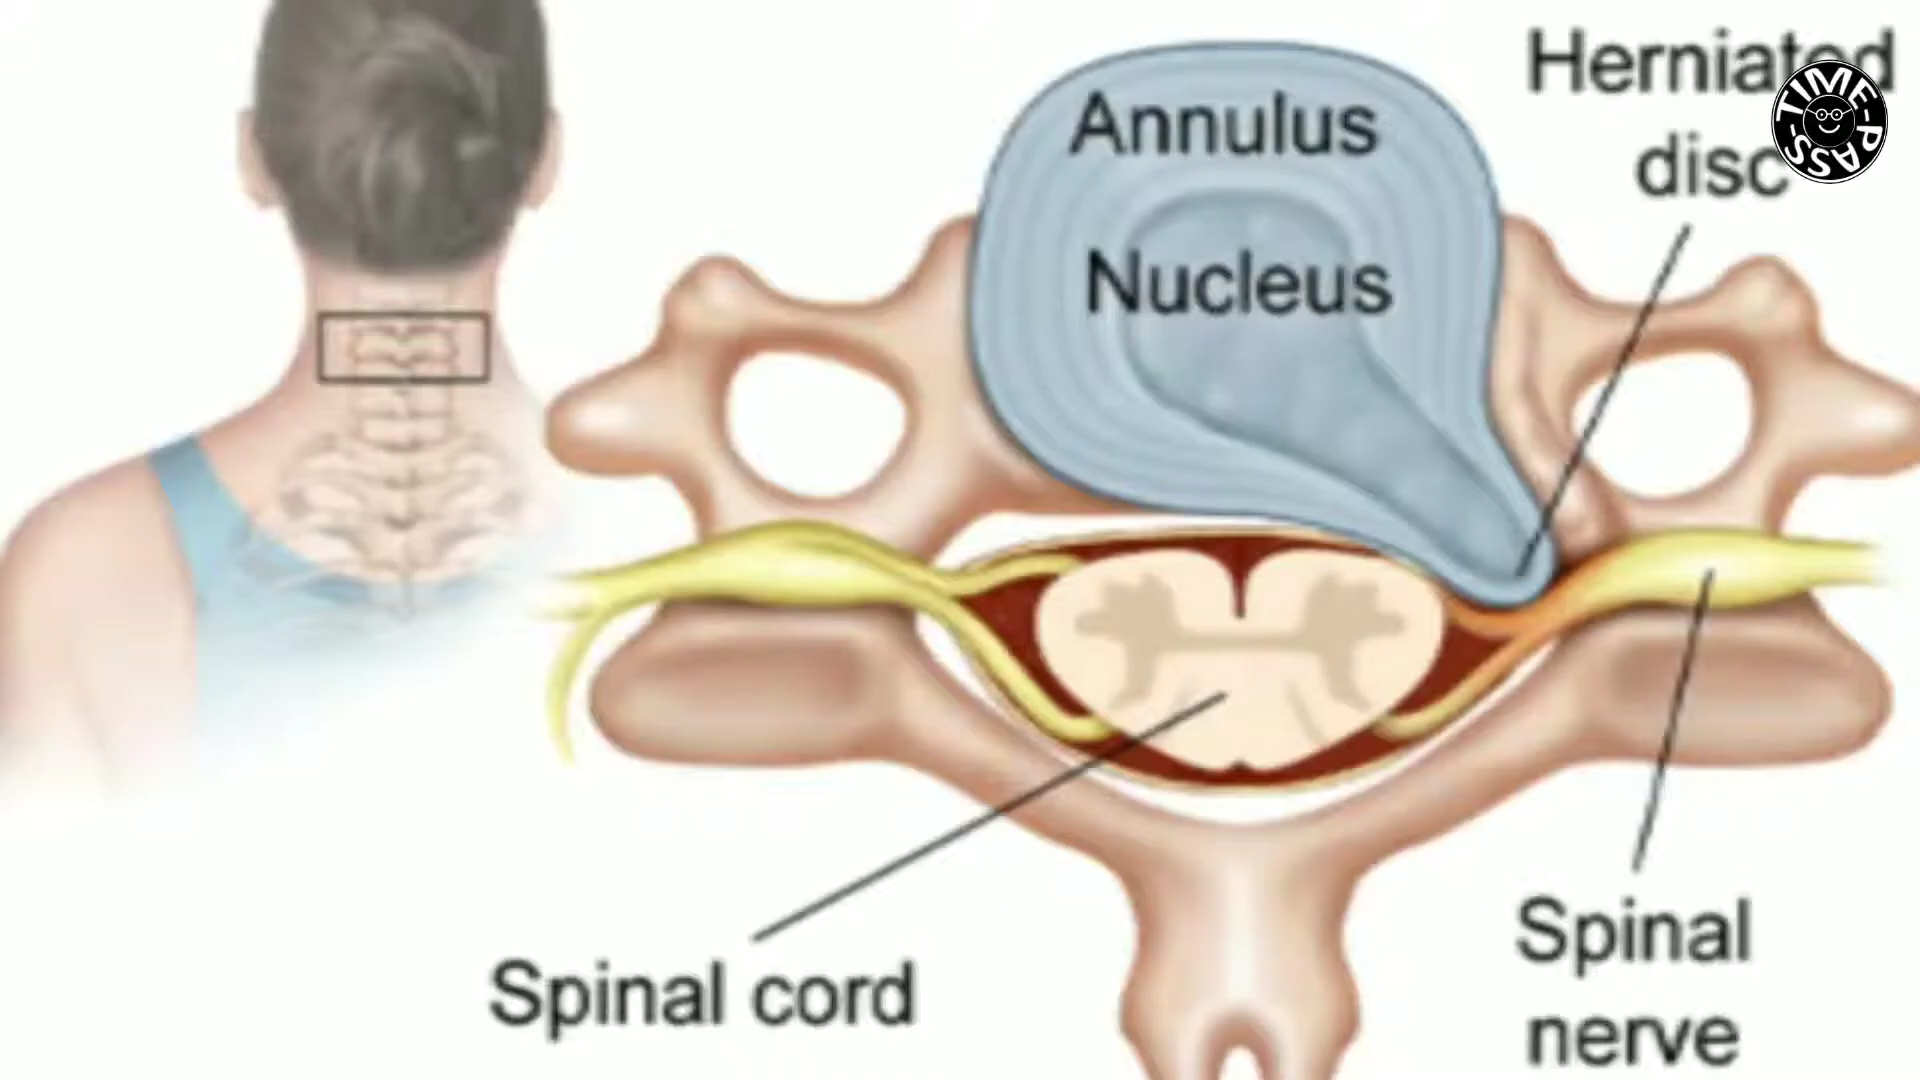 Herniated
disc
TIME-PASS
Annulus
Nucleus
Spinal cord
Spinal
nerve